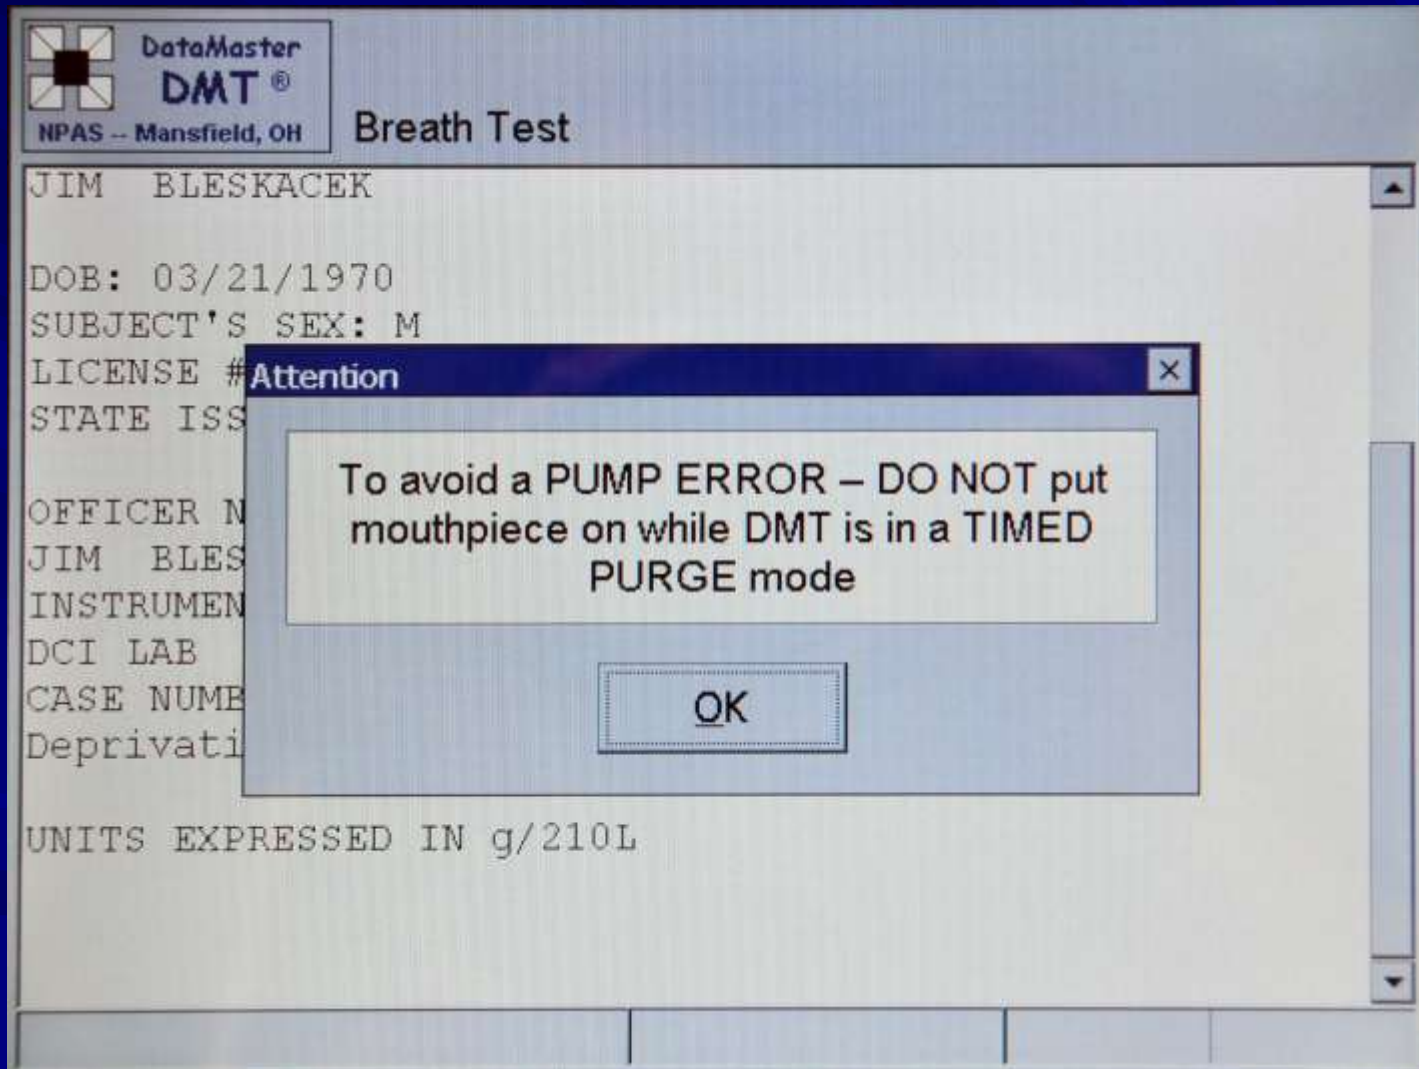 DataMaster
DMT ®
NPAS -- Mansfield, OH
Breath Test
JIM  BLESKACEK
DOB: 03/21/1970
SUBJECT'S SEX: M
LICENSE #
STATE ISS
OFFICER N
JIM  BLES
INSTRUMEN
DCI LAB
CASE NUMB
Deprivati
UNITS EXPRESSED IN g/210L
Attention
To avoid a PUMP ERROR – DO NOT put
mouthpiece on while DMT is in a TIMED
PURGE mode
OK